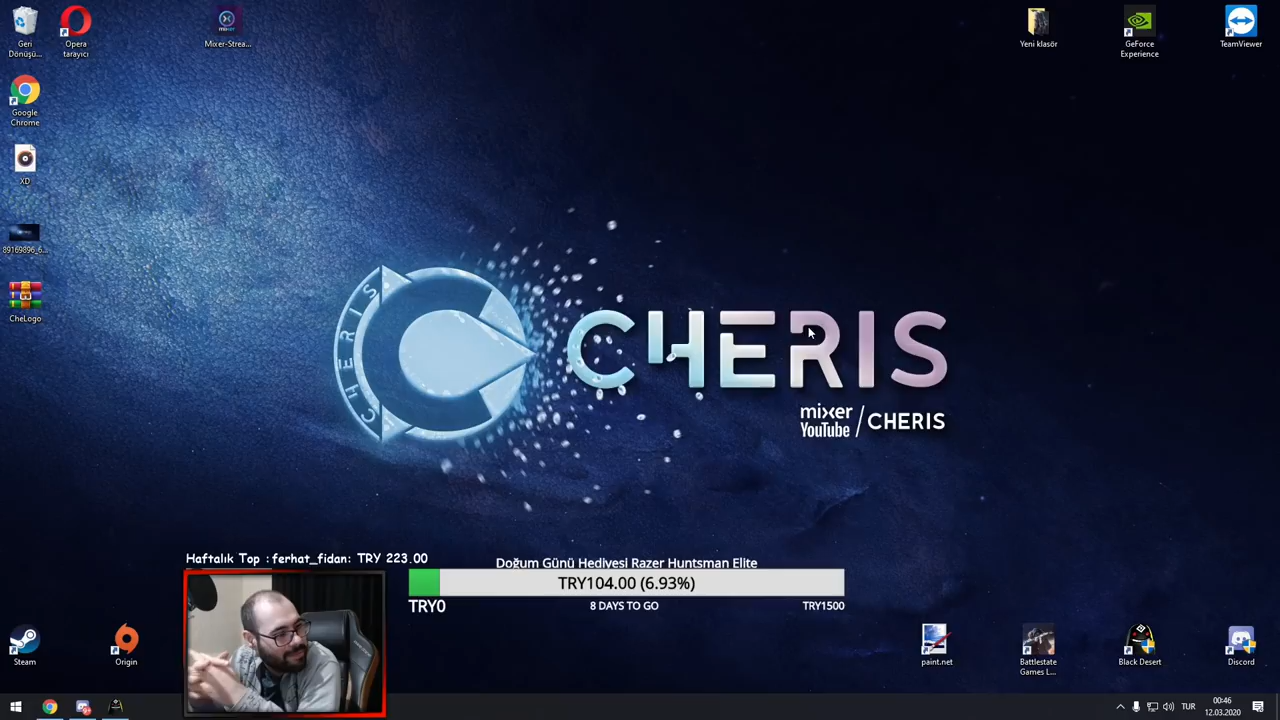 Geri
Dönüşü...
Opera
tarayıcı
Mixer-Strea...
Yeni klasör
GeForce
Experience
TeamViewer
Google
Chrome
XD
89169896_6...
CheLogo
CHERIS
CHERIS
mixer
YouTube / CHERIS
Haftalık Top : ferhat_fidan: TRY 223.00
Doğum Günü Hediyesi Razer Huntsman Elite
TRY104.00 (6.93%)
TRY0
8 DAYS TO GO
TRY1500
Steam
Origin
paint.net
Battlestate
Games L...
Black Desert
Discord
TUR
00:46
12.03.2020